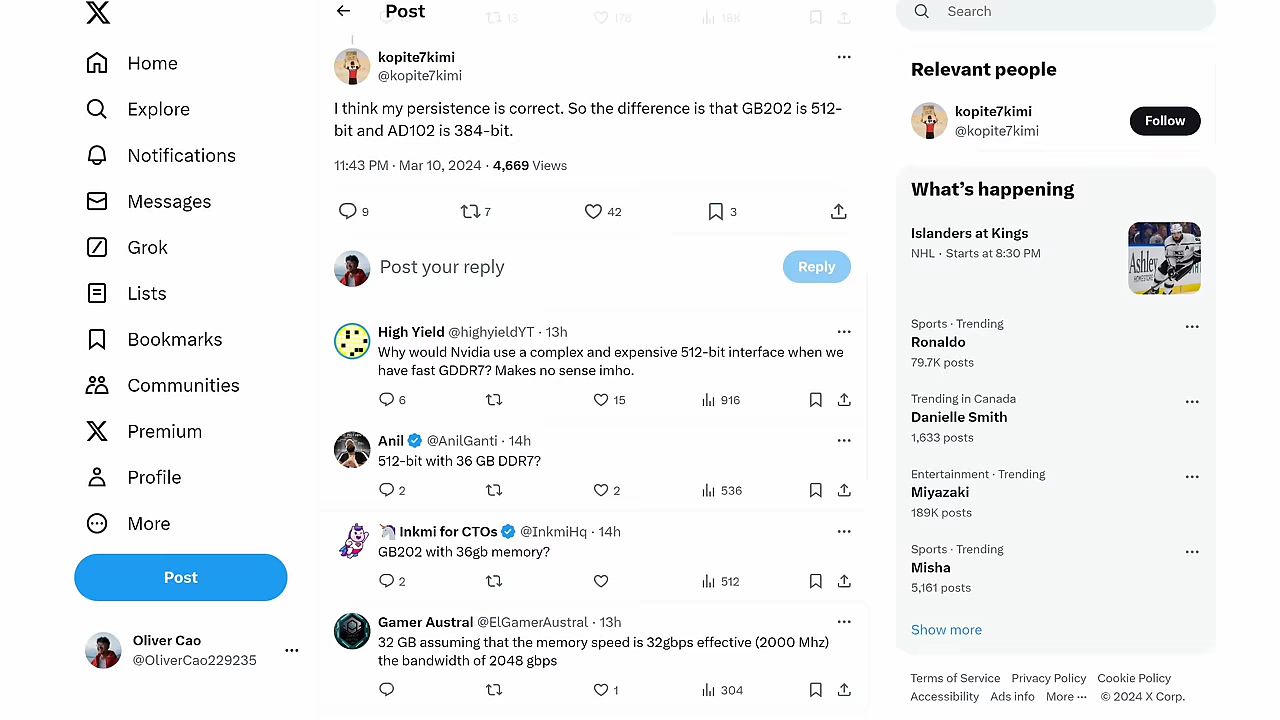 Home
Explore
Notifications
Messages
Grok
Lists
Bookmarks
Communities
Premium
Profile
More
Post
Oliver Cao
@OliverCao229235
Post
13 178 18K
kopite7kimi
@kopite7kimi
I think my persistence is correct. So the difference is that GB202 is 512-
bit and AD102 is 384-bit.
11:43 PM · Mar 10, 2024 · 4,669 Views
9 7 42 3
Post your reply
Reply
High Yield @highyieldYT · 13h
Why would Nvidia use a complex and expensive 512-bit interface when we
have fast GDDR7? Makes no sense imho.
6 15 916
Anil @AnilGanti · 14h
512-bit with 36 GB DDR7?
2 2 536
🦄 Inkmi for CTOs @InkmiHq · 14h
GB202 with 36gb memory?
2 512
Gamer Austral @ElGamerAustral · 13h
32 GB assuming that the memory speed is 32gbps effective (2000 Mhz)
the bandwidth of 2048 gbps
1 304
Search
Relevant people
kopite7kimi
@kopite7kimi
Follow
What's happening
Islanders at Kings
NHL · Starts at 8:30 PM
Ashley
HOMESTORE
Sports · Trending
Ronaldo
79.7K posts
Trending in Canada
Danielle Smith
1,633 posts
Entertainment · Trending
Miyazaki
189K posts
Sports · Trending
Misha
5,161 posts
Show more
Terms of Service Privacy Policy Cookie Policy
Accessibility Ads info More ··· © 2024 X Corp.